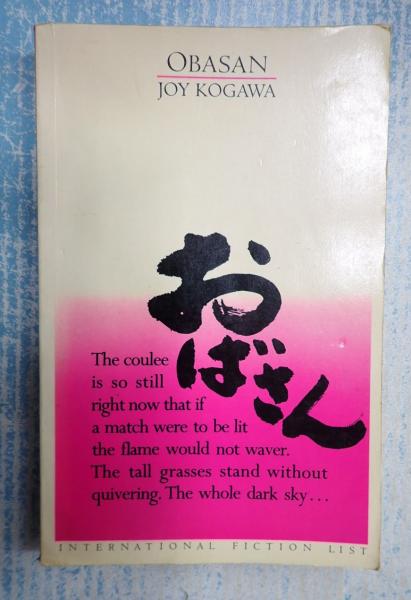 OBASAN
JOY KOGAWA
おばさん
The coulee
is so still
right now that if
a match were to be lit
the flame would not waver.
The tall grasses stand without
quivering. The whole dark sky...
INTERNATIONAL FICTION LIST